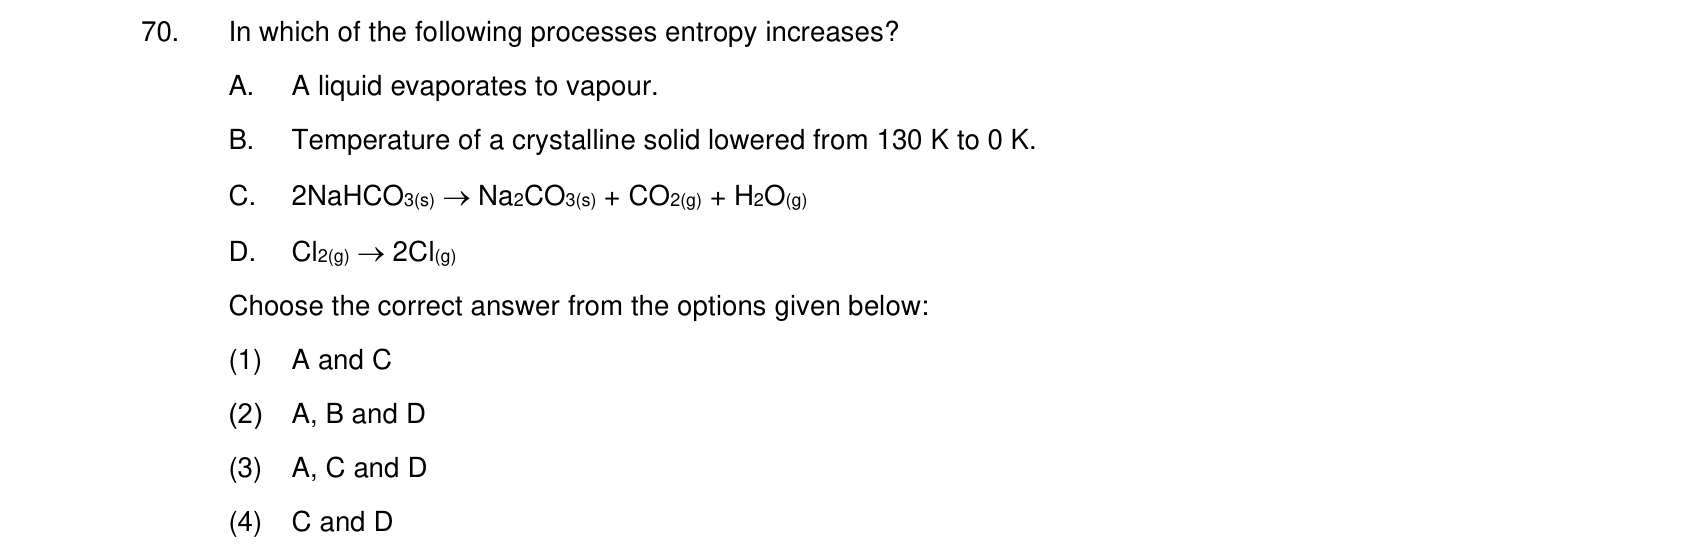 70. In which of the following processes entropy increases?
A. A liquid evaporates to vapour.
B. Temperature of a crystalline solid lowered from 130 K to 0 K.
C. 2NaHCO3(s) → Na2CO3(s) + CO2(g) + H2O(g)
D. Cl2(g) → 2Cl(g)
Choose the correct answer from the options given below:
(1) A and C
(2) A, B and D
(3) A, C and D
(4) C and D